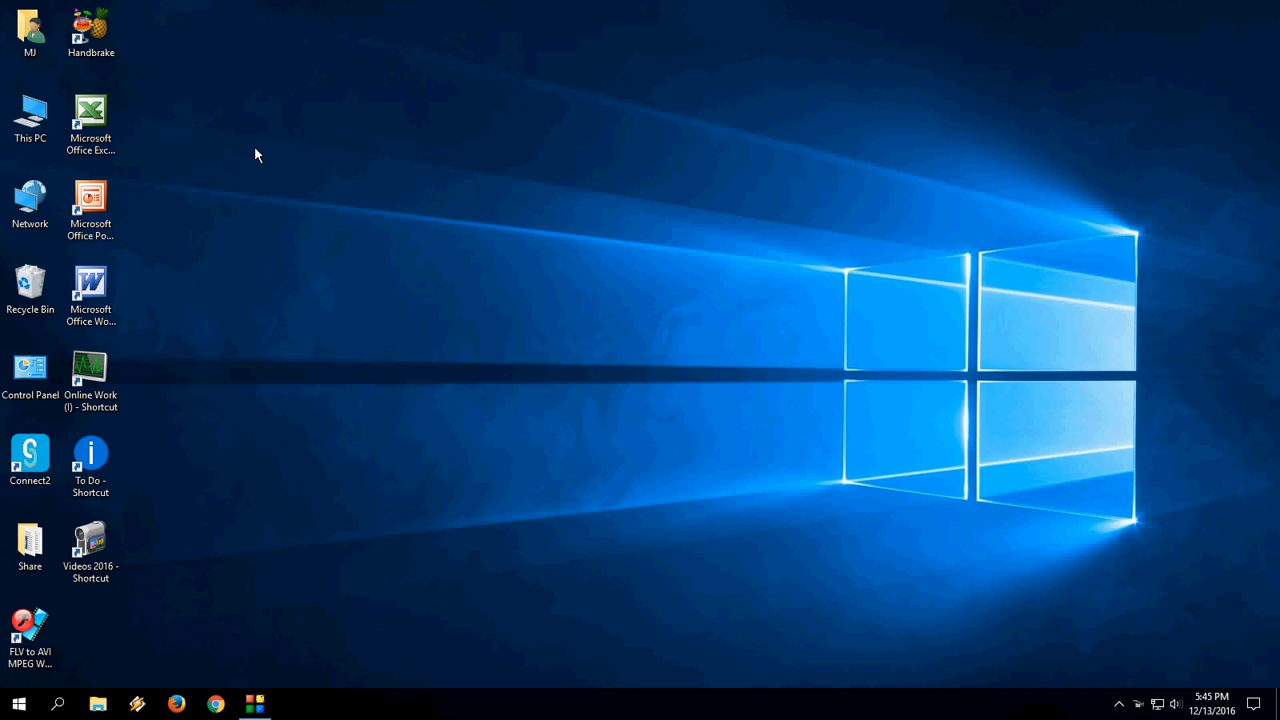 MJ
Handbrake
This PC
Microsoft
Office Exc...
Network
Microsoft
Office Po...
Recycle Bin
Microsoft
Office Wo...
Control Panel
Online Work
(I) - Shortcut
Connect2
To Do -
Shortcut
Share
Videos 2016 -
Shortcut
FLV to AVI
MPEG W...
5:45 PM
12/13/2016